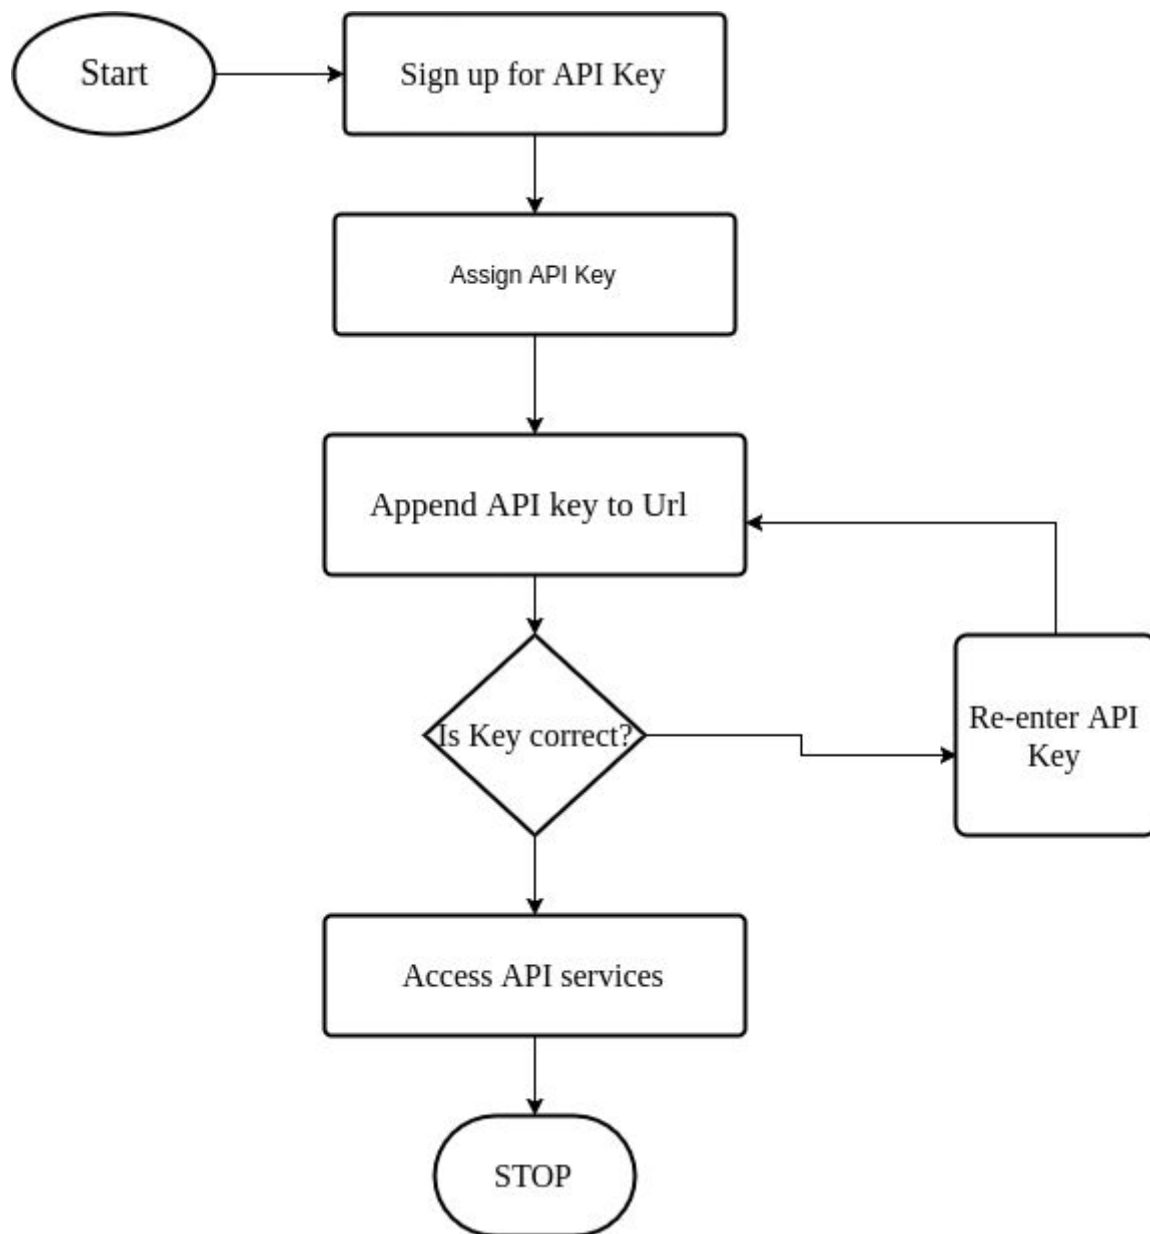 Start
Sign up for API Key
Assign API Key
Append API key to Url
Is Key correct?
Re-enter API
Key
Access API services
STOP